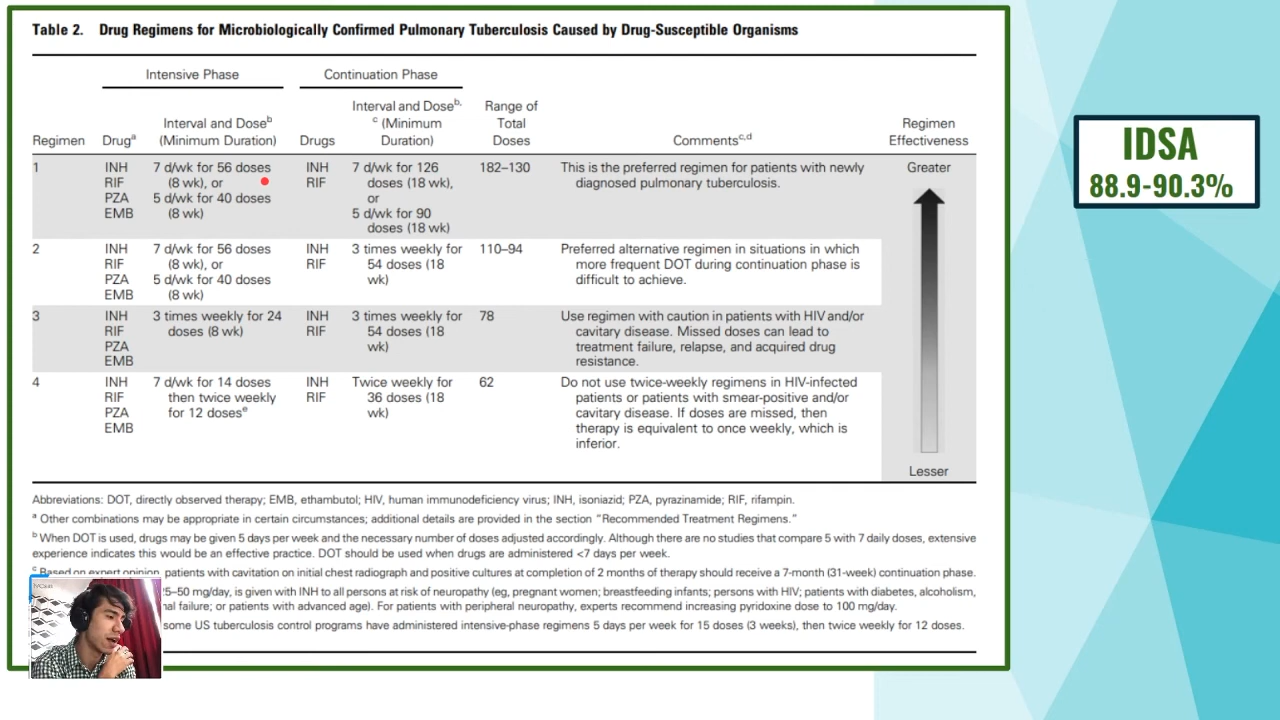 Table 2. Drug Regimens for Microbiologically Confirmed Pulmonary Tuberculosis Caused by Drug-Susceptible Organisms
Intensive Phase
Continuation Phase
Regimen
Drugᵃ
Interval and Doseᵇ
(Minimum Duration)
Drugs
Interval and Doseᵇ,
ᶜ (Minimum
Duration)
Range of
Total
Doses
Commentsᶜ,ᵈ
Regimen
Effectiveness
1
INH
RIF
PZA
EMB
7 d/wk for 56 doses
(8 wk), or
5 d/wk for 40 doses
(8 wk)
INH
RIF
7 d/wk for 126
doses (18 wk),
or
5 d/wk for 90
doses (18 wk)
182–130
This is the preferred regimen for patients with newly
diagnosed pulmonary tuberculosis.
Greater
2
INH
RIF
PZA
EMB
7 d/wk for 56 doses
(8 wk), or
5 d/wk for 40 doses
(8 wk)
INH
RIF
3 times weekly for
54 doses (18
wk)
110–94
Preferred alternative regimen in situations in which
more frequent DOT during continuation phase is
difficult to achieve.
3
INH
RIF
PZA
EMB
3 times weekly for 24
doses (8 wk)
INH
RIF
3 times weekly for
54 doses (18
wk)
78
Use regimen with caution in patients with HIV and/or
cavitary disease. Missed doses can lead to
treatment failure, relapse, and acquired drug
resistance.
4
INH
RIF
PZA
EMB
7 d/wk for 14 doses
then twice weekly
for 12 dosesᵉ
INH
RIF
Twice weekly for
36 doses (18
wk)
62
Do not use twice-weekly regimens in HIV-infected
patients or patients with smear-positive and/or
cavitary disease. If doses are missed, then
therapy is equivalent to once weekly, which is
inferior.
Lesser
Abbreviations: DOT, directly observed therapy; EMB, ethambutol; HIV, human immunodeficiency virus; INH, isoniazid; PZA, pyrazinamide; RIF, rifampin.
ᵃ Other combinations may be appropriate in certain circumstances; additional details are provided in the section “Recommended Treatment Regimens.”
ᵇ When DOT is used, drugs may be given 5 days per week and the necessary number of doses adjusted accordingly. Although there are no studies that compare 5 with 7 daily doses, extensive
experience indicates this would be an effective practice. DOT should be used when drugs are administered <7 days per week.
ᶜ Based on expert opinion, patients with cavitation on initial chest radiograph and positive cultures at completion of 2 months of therapy should receive a 7-month (31-week) continuation phase.
5–50 mg/day, is given with INH to all persons at risk of neuropathy (eg, pregnant women; breastfeeding infants; persons with HIV; patients with diabetes, alcoholism,
failure; or patients with advanced age). For patients with peripheral neuropathy, experts recommend increasing pyridoxine dose to 100 mg/day.
some US tuberculosis control programs have administered intensive-phase regimens 5 days per week for 15 doses (3 weeks), then twice weekly for 12 doses.
IDSA
88.9-90.3%